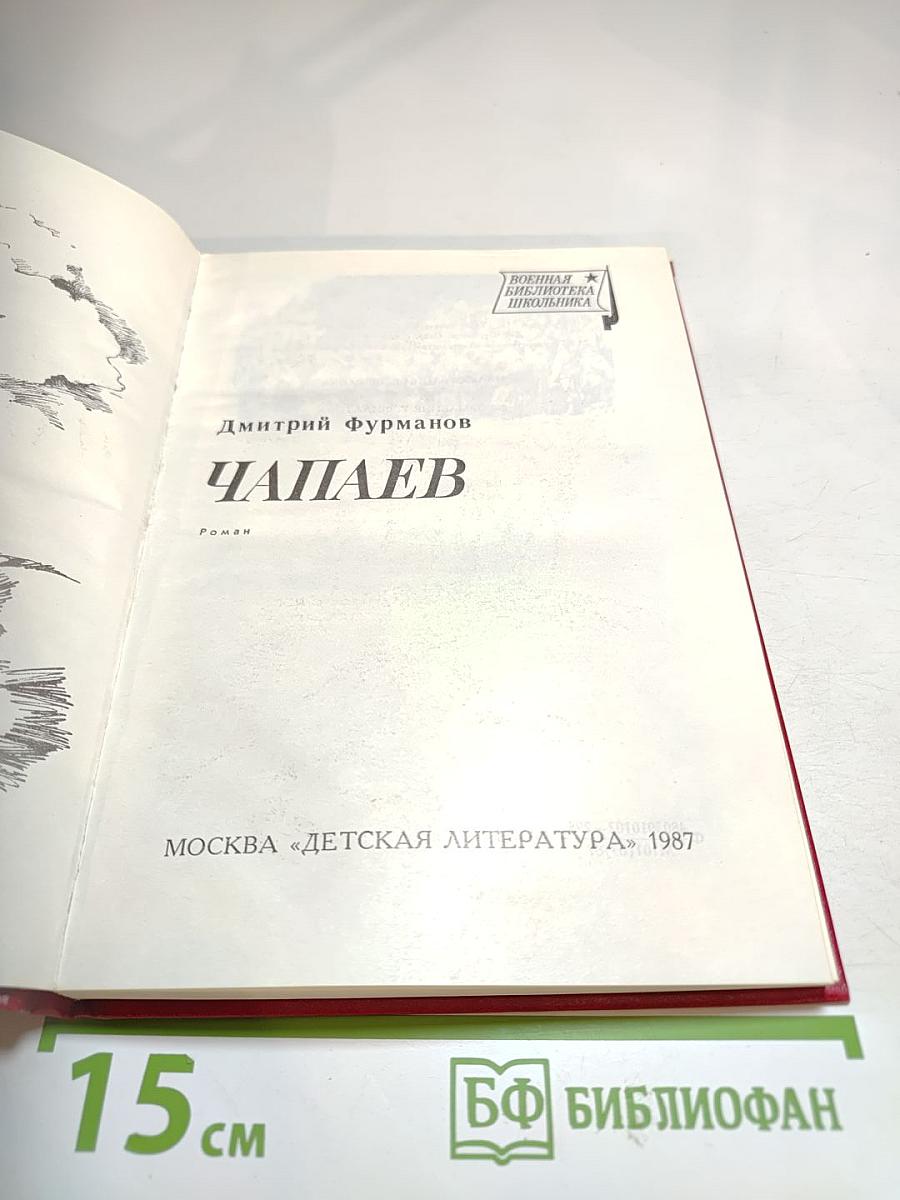 ВОЕННАЯ
БИБЛИОТЕКА
ШКОЛЬНИКА
Дмитрий Фурманов
ЧАПАЕВ
Роман
МОСКВА «ДЕТСКАЯ ЛИТЕРАТУРА» 1987
15 см
БФ БИБЛИОФАН